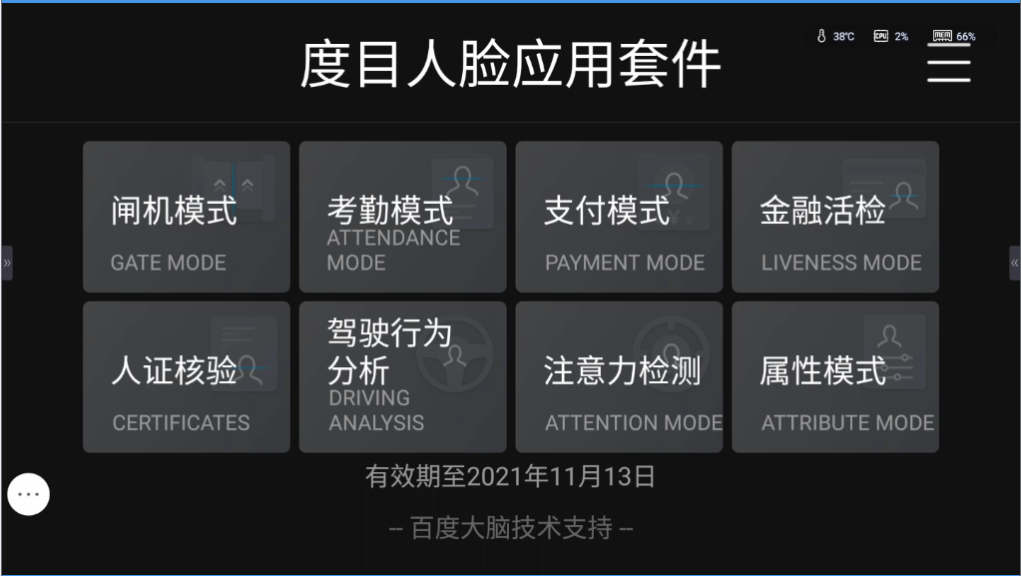 38℃ CPU 2% MEM 66%
度目人脸应用套件
闸机模式
GATE MODE
考勤模式
ATTENDANCE
MODE
支付模式
PAYMENT MODE
金融活检
LIVENESS MODE
人证核验
CERTIFICATES
驾驶行为
分析
DRIVING
ANALYSIS
注意力检测
ATTENTION MODE
属性模式
ATTRIBUTE MODE
有效期至2021年11月13日
-- 百度大脑技术支持 --